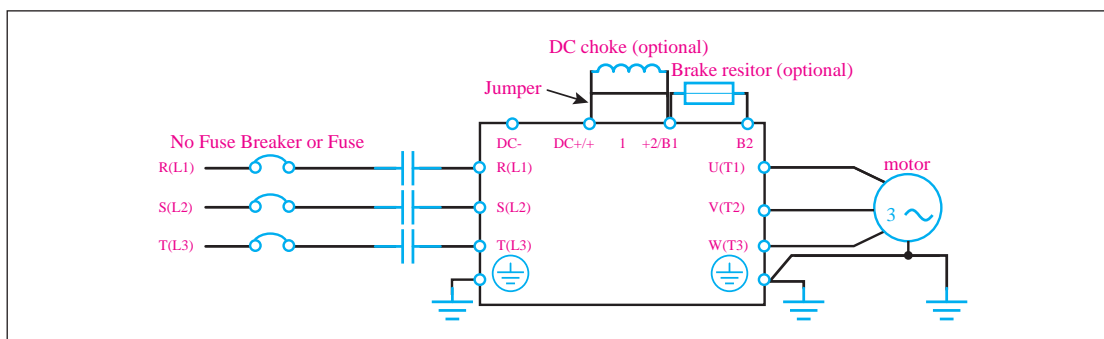 DC choke (optional)
Brake resitor (optional)
Jumper
No Fuse Breaker or Fuse
DC- DC+/+ 1 +2/B1 B2
R(L1) R(L1) U(T1) motor
S(L2) S(L2) V(T2) 3
T(L3) T(L3) W(T3)